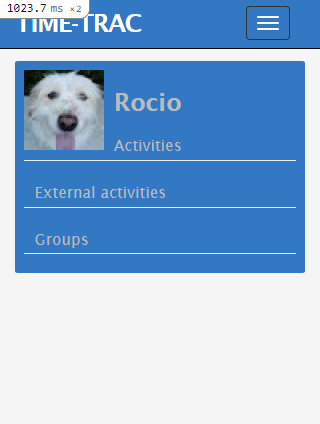 1023.7 ms ×2
TIME-TRAC
Rocio
Activities
External activities
Groups